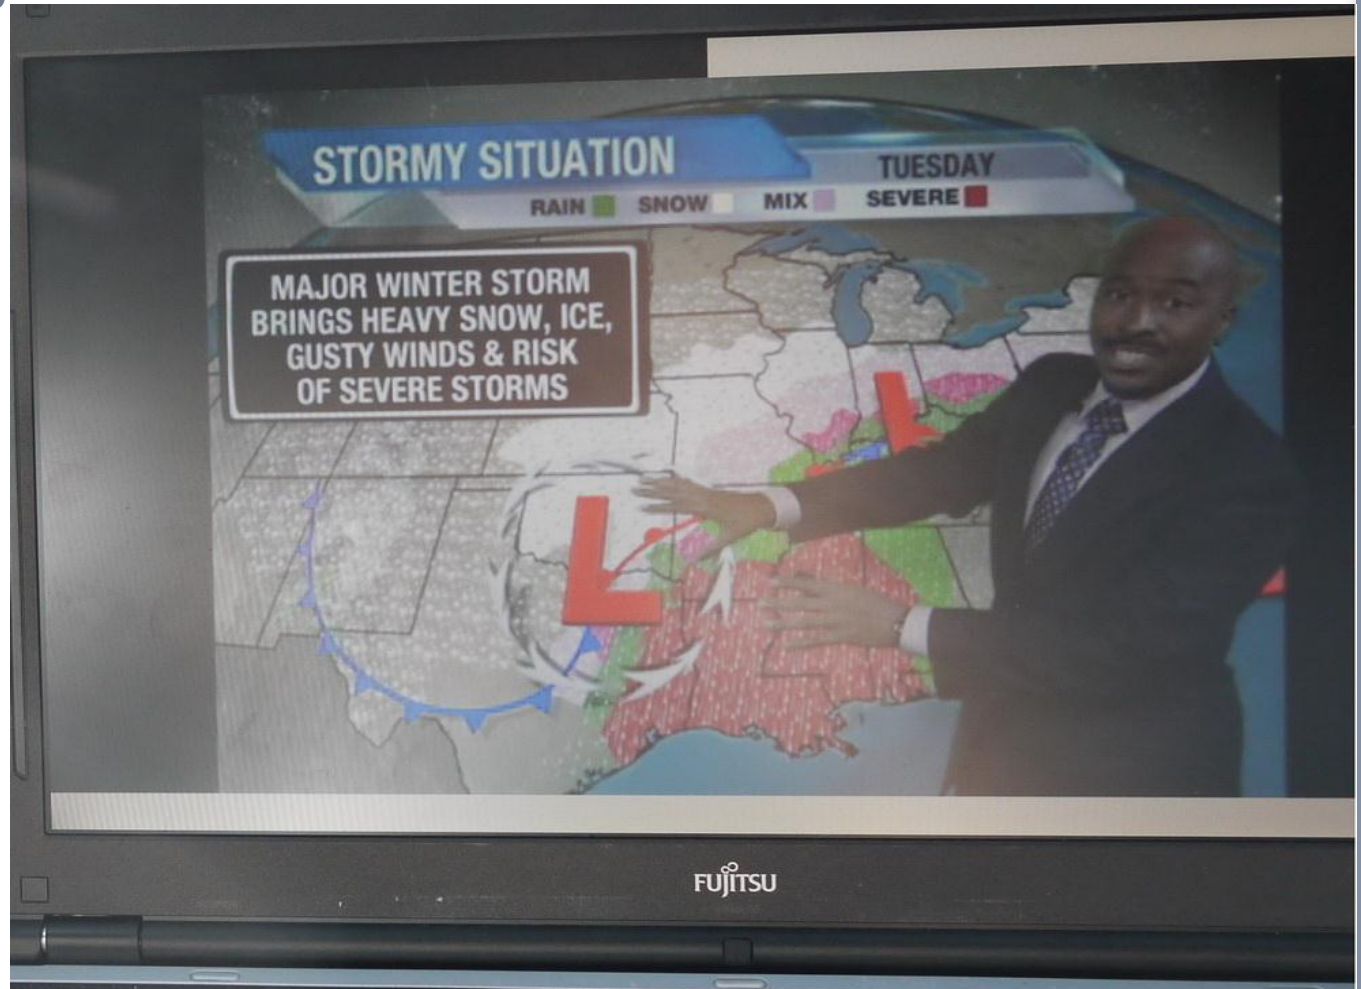 STORMY SITUATION
TUESDAY
RAIN SNOW MIX SEVERE
MAJOR WINTER STORM
BRINGS HEAVY SNOW, ICE,
GUSTY WINDS & RISK
OF SEVERE STORMS
L
L
FUJITSU